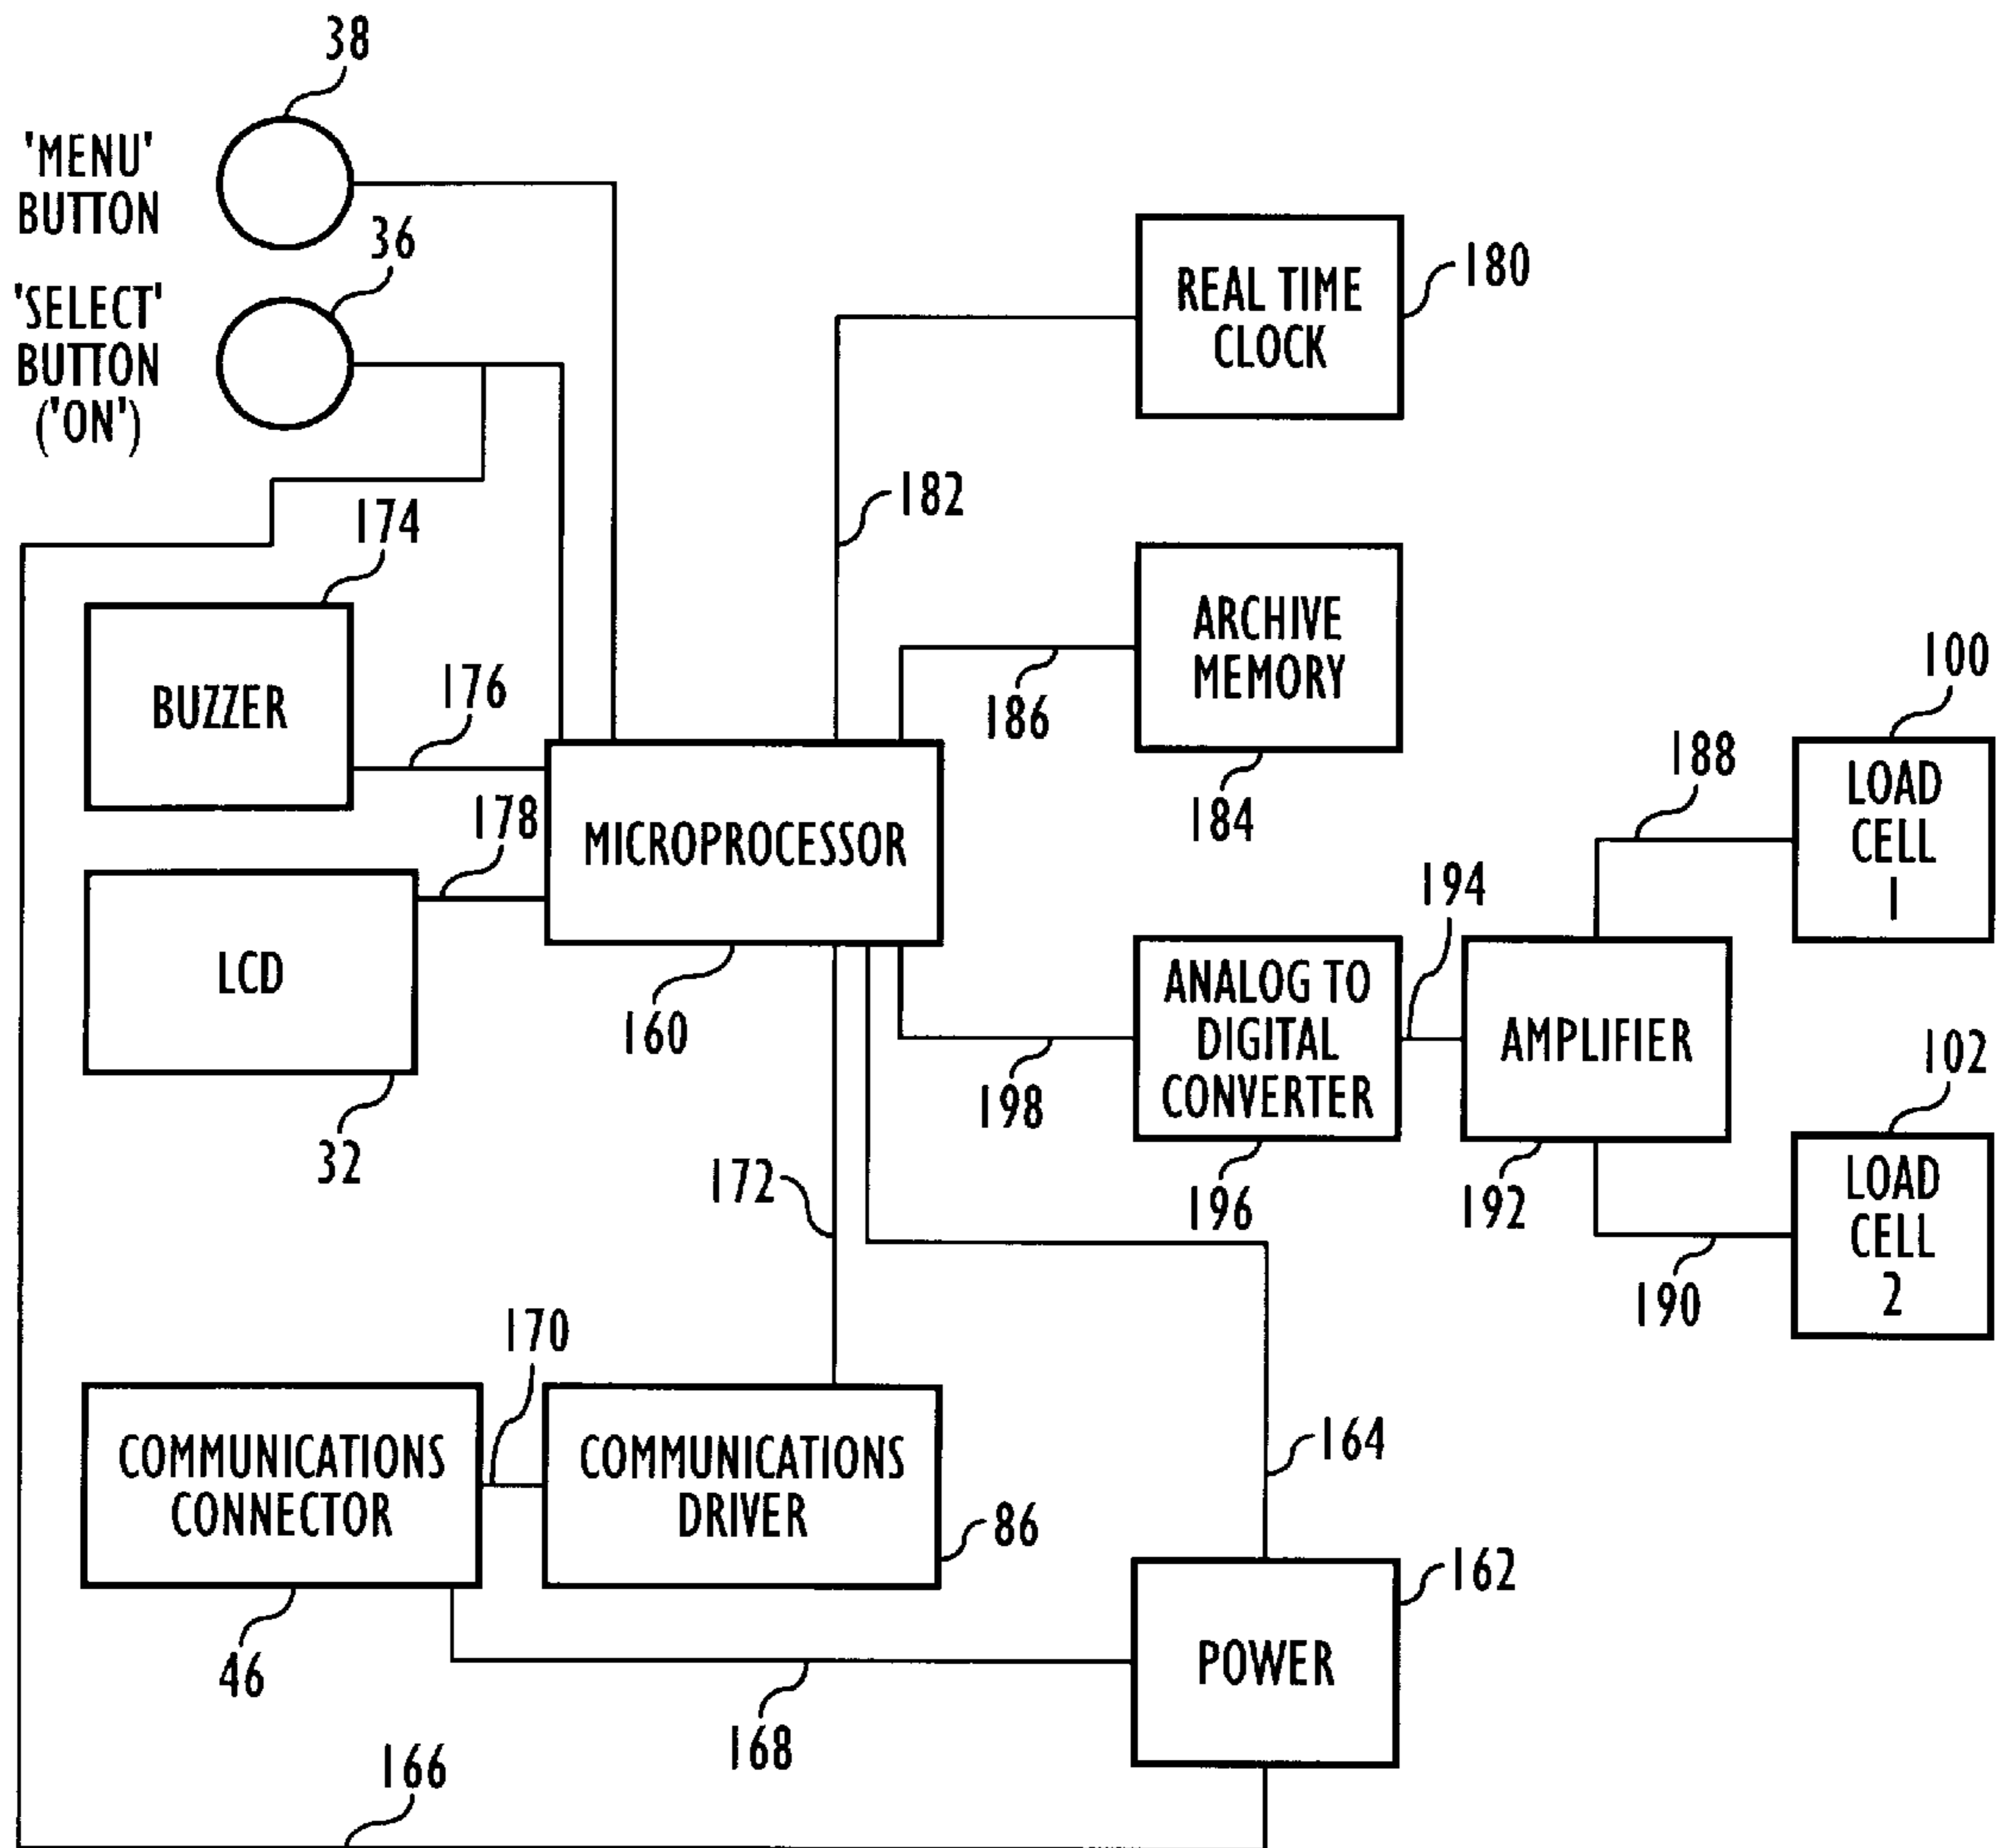 38
'MENU'
BUTTON
36
'SELECT'
BUTTON
('ON')
REAL TIME
CLOCK
180
182
174
BUZZER
176
ARCHIVE
MEMORY
186
184
100
LOAD
CELL
1
188
178
MICROPROCESSOR
160
LCD
32
194
ANALOG TO
DIGITAL
CONVERTER
196
198
AMPLIFIER
192
102
LOAD
CELL
2
190
172
170
COMMUNICATIONS
CONNECTOR
46
COMMUNICATIONS
DRIVER
86
164
162
POWER
168
166